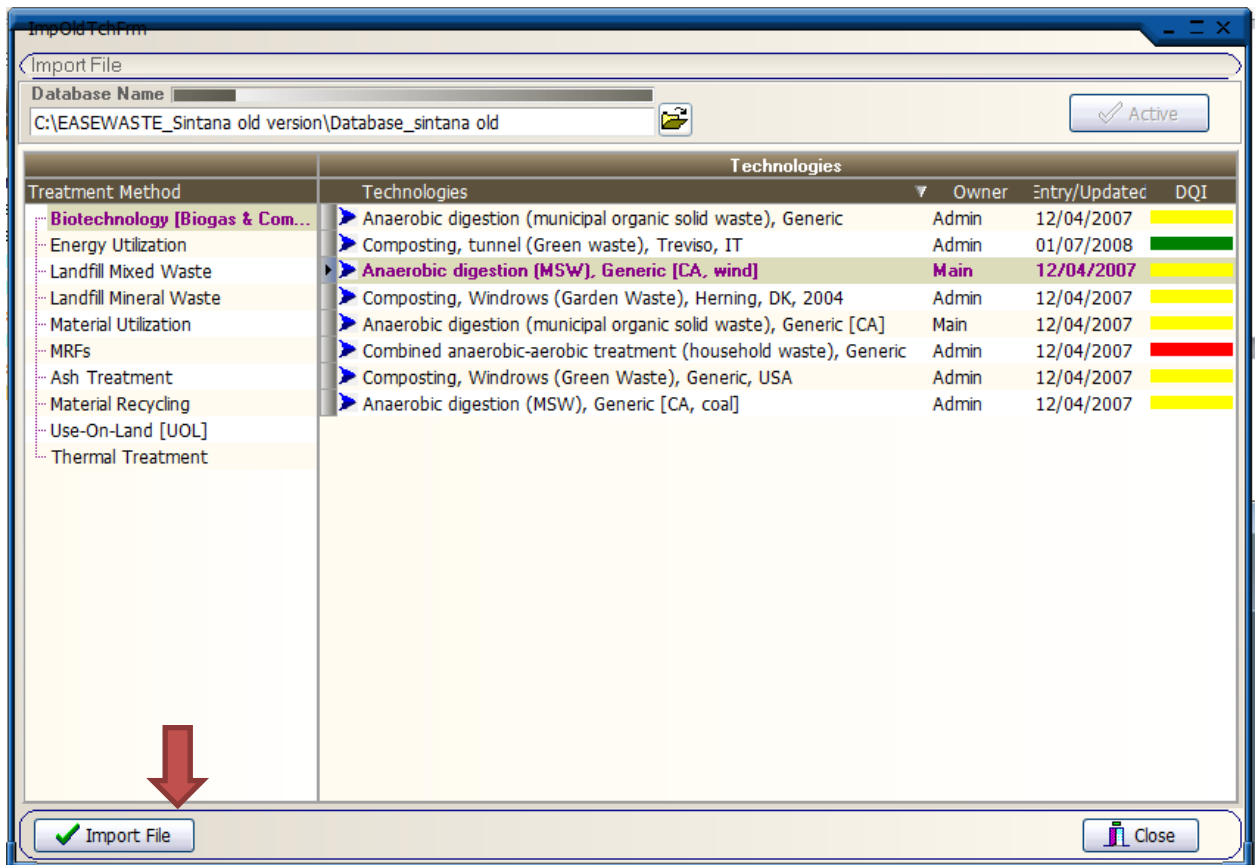 ImpOldTchFrm
Import File
Database Name
C:\EASEWASTE_Sintana old version\Database_sintana old
Active
Technologies
Treatment Method
Technologies Owner Entry/Updated DQI
Biotechnology [Biogas & Com...
Anaerobic digestion (municipal organic solid waste), Generic Admin 12/04/2007
Energy Utilization
Composting, tunnel (Green waste), Treviso, IT Admin 01/07/2008
Landfill Mixed Waste
Anaerobic digestion (MSW), Generic [CA, wind] Main 12/04/2007
Landfill Mineral Waste
Composting, Windrows (Garden Waste), Herning, DK, 2004 Admin 12/04/2007
Material Utilization
Anaerobic digestion (municipal organic solid waste), Generic [CA] Main 12/04/2007
MRFs
Combined anaerobic-aerobic treatment (household waste), Generic Admin 12/04/2007
Ash Treatment
Composting, Windrows (Green Waste), Generic, USA Admin 12/04/2007
Material Recycling
Anaerobic digestion (MSW), Generic [CA, coal] Admin 12/04/2007
Use-On-Land [UOL]
Thermal Treatment
Import File
Close